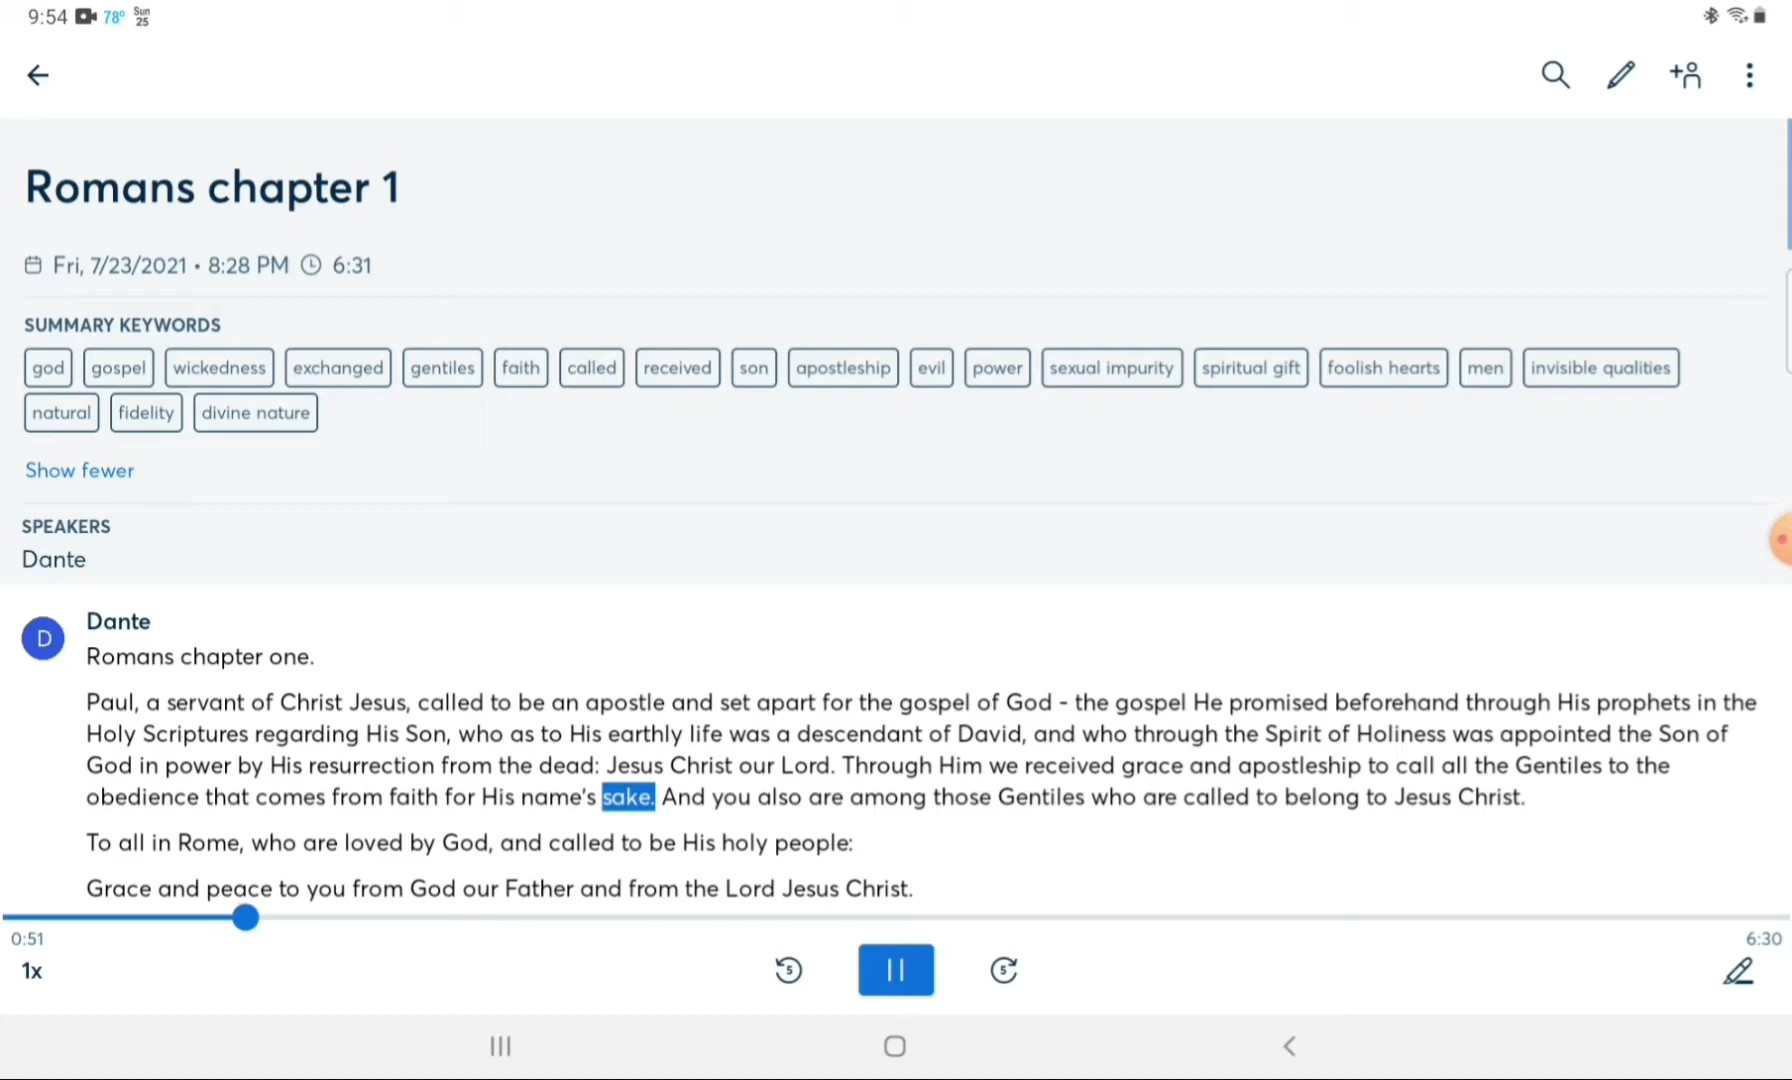 9:54 78° Sun 25
Romans chapter 1
Fri, 7/23/2021 • 8:28 PM 6:31
SUMMARY KEYWORDS
god gospel wickedness exchanged gentiles faith called received son apostleship evil power sexual impurity spiritual gift foolish hearts men invisible qualities
natural fidelity divine nature
Show fewer
SPEAKERS
Dante
D Dante
Romans chapter one.
Paul, a servant of Christ Jesus, called to be an apostle and set apart for the gospel of God - the gospel He promised beforehand through His prophets in the
Holy Scriptures regarding His Son, who as to His earthly life was a descendant of David, and who through the Spirit of Holiness was appointed the Son of
God in power by His resurrection from the dead: Jesus Christ our Lord. Through Him we received grace and apostleship to call all the Gentiles to the
obedience that comes from faith for His name's sake. And you also are among those Gentiles who are called to belong to Jesus Christ.
To all in Rome, who are loved by God, and called to be His holy people:
Grace and peace to you from God our Father and from the Lord Jesus Christ.
0:51 6:30
1x 5 5